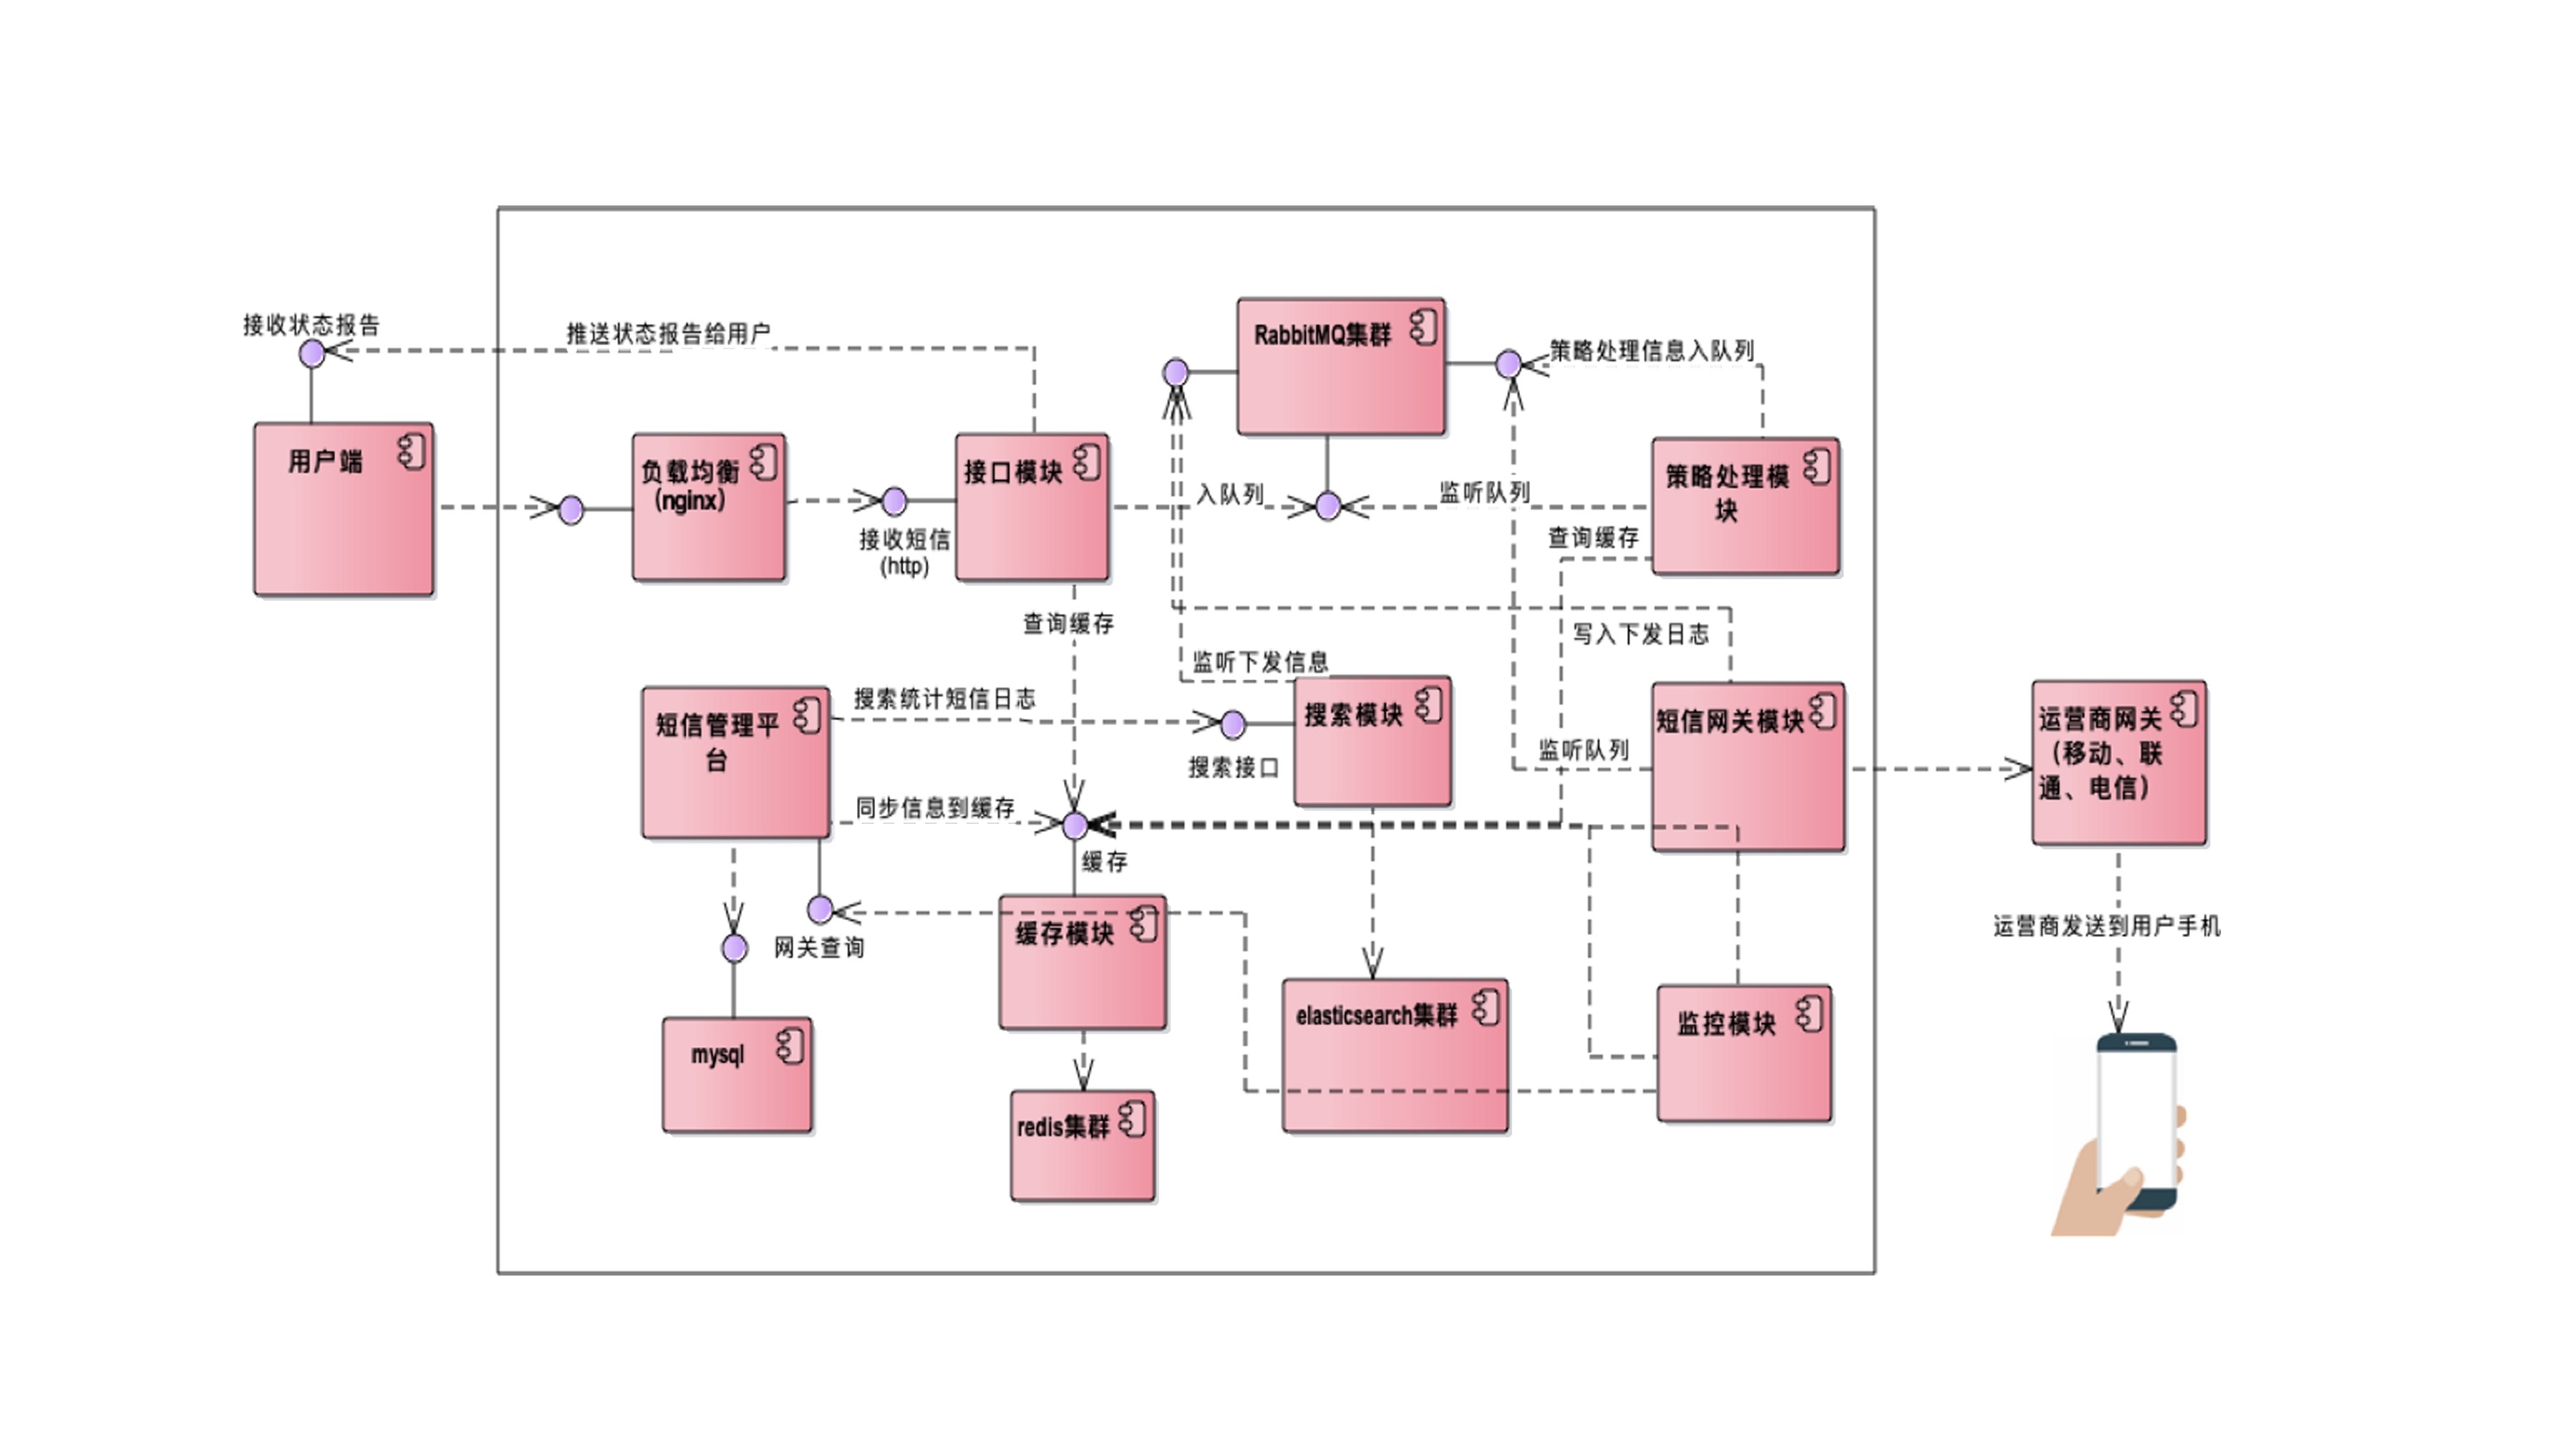 接收状态报告
推送状态报告给用户
RabbitMQ集群
策略处理信息入队列
用户端
负载均衡
(nginx)
接收短信
(http)
接口模块
入队列
监听队列
策略处理模
块
查询缓存
查询缓存
写入下发日志
监听下发信息
短信管理平
台
搜索统计短信日志
搜索接口
搜索模块
监听队列
短信网关模块
运营商网关
（移动、联
通、电信）
同步信息到缓存
缓存
网关查询
缓存模块
运营商发送到用户手机
mysql
redis集群
elasticsearch集群
监控模块